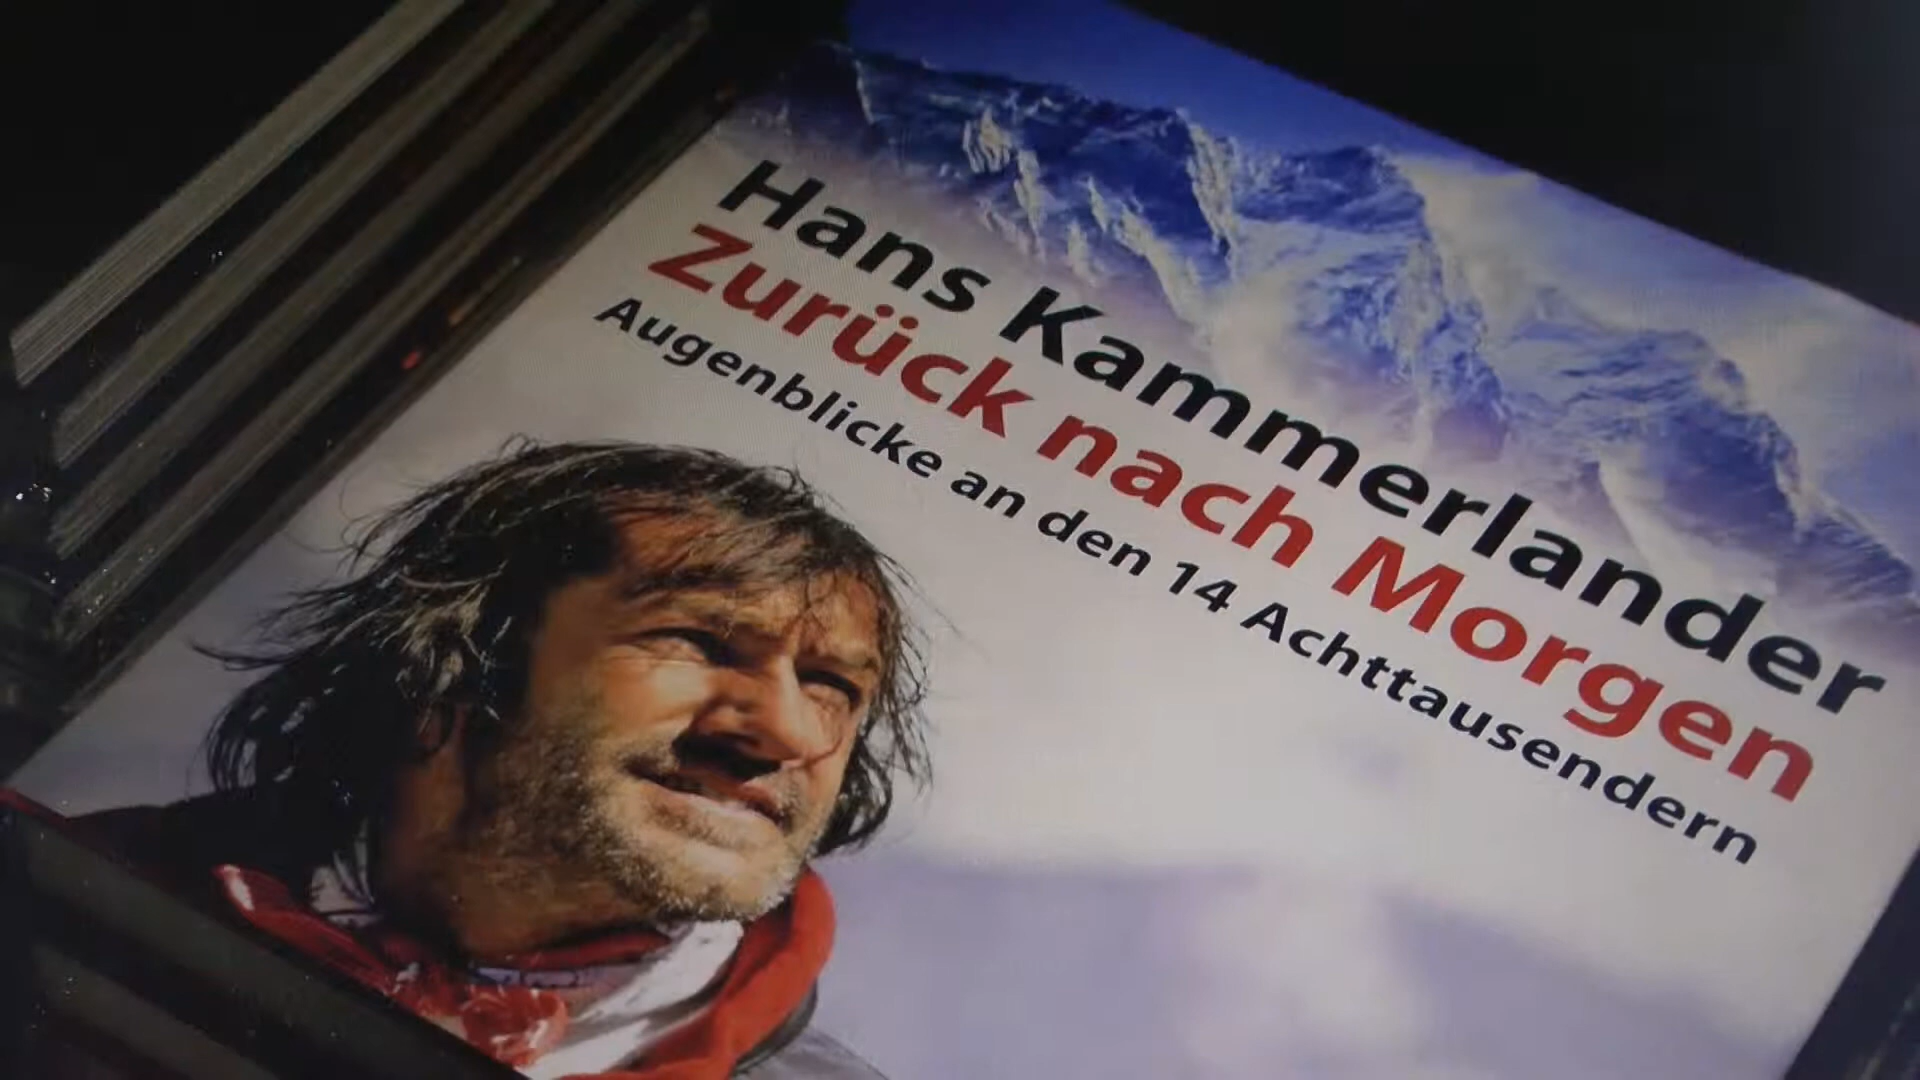 Hans Kammerlander
Zurück nach Morgen
Augenblicke an den 14 Achttausendern